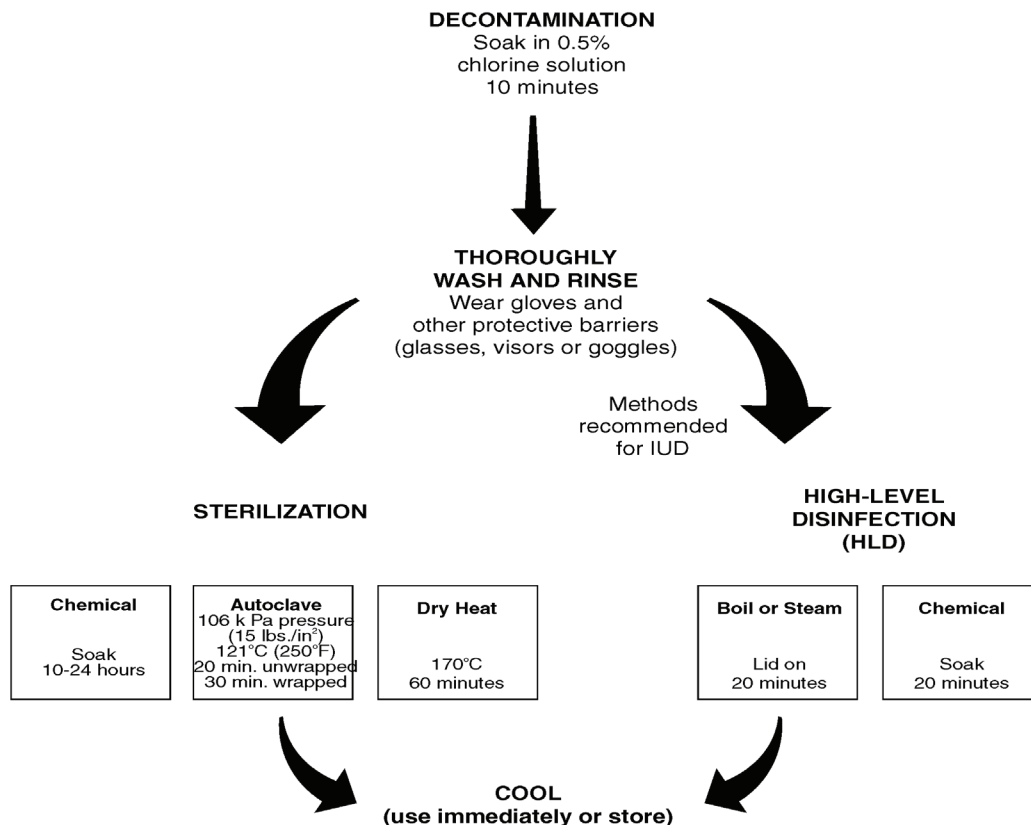 DECONTAMINATION
Soak in 0.5%
chlorine solution
10 minutes
THOROUGHLY
WASH AND RINSE
Wear gloves and
other protective barriers
(glasses, visors or goggles)
Methods
recommended
for IUD
STERILIZATION
HIGH-LEVEL
DISINFECTION
(HLD)
Chemical
Soak
10-24 hours
Autoclave
106 k Pa pressure
(15 lbs./in²)
121°C (250°F)
20 min. unwrapped
30 min. wrapped
Dry Heat
170°C
60 minutes
Boil or Steam
Lid on
20 minutes
Chemical
Soak
20 minutes
COOL
(use immediately or store)